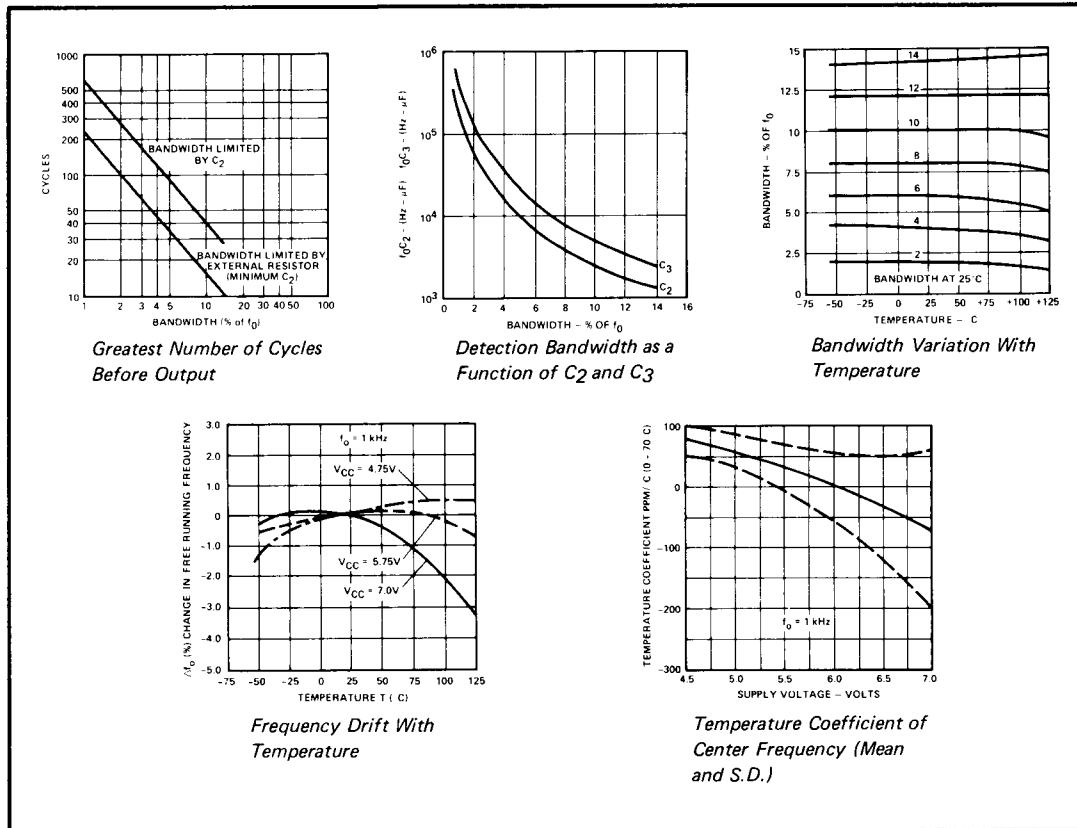 1000
500
400
300
200
100
50
40
30
20
10
CYCLES
BANDWIDTH LIMITED
BY C2
BANDWIDTH LIMITED BY
EXTERNAL RESISTOR
(MINIMUM C2)
1 2 3 4 5 10 20 30 40 50 100
BANDWIDTH (% of f0)
Greatest Number of Cycles
Before Output
10^6
10^5
10^4
10^3
f0C2 – (Hz – µF) f0C3 – (Hz – µF)
C3
C2
0 2 4 6 8 10 12 14 16
BANDWIDTH – % OF f0
Detection Bandwidth as a
Function of C2 and C3
15
12.5
10
7.5
5.0
2.5
0
BANDWIDTH – % OF f0
14
12
10
8
6
4
2
BANDWIDTH AT 25°C
-75 -50 -25 0 25 50 +75 +100 +125
TEMPERATURE – C
Bandwidth Variation With
Temperature
3.0
2.0
1.0
0
-1.0
-2.0
-3.0
-4.0
-5.0
Δfo (%) CHANGE IN FREE RUNNING FREQUENCY
fo = 1 kHz
VCC = 4.75V
VCC = 5.75V
VCC = 7.0V
-75 -50 -25 0 25 50 75 100 125
TEMPERATURE T ( C)
Frequency Drift With
Temperature
100
50
0
-100
-200
-300
TEMPERATURE COEFFICIENT PPM/ C (0 - 70 C)
fo = 1 kHz
4.5 5.0 5.5 6.0 6.5 7.0
SUPPLY VOLTAGE – VOLTS
Temperature Coefficient of
Center Frequency (Mean
and S.D.)